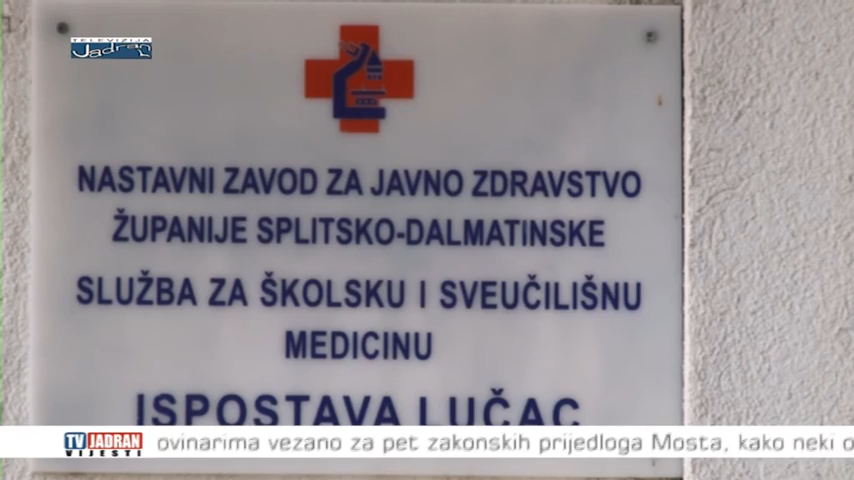 TELEVIZIJA
Jadran
NASTAVNI ZAVOD ZA JAVNO ZDRAVSTVO
ŽUPANIJE SPLITSKO-DALMATINSKE
SLUŽBA ZA ŠKOLSKU I SVEUČILIŠNU
MEDICINU
ISPOSTAVA LUČAC
TV JADRAN
VIJESTI
ovinarima vezano za pet zakonskih prijedloga Mosta, kako neki o